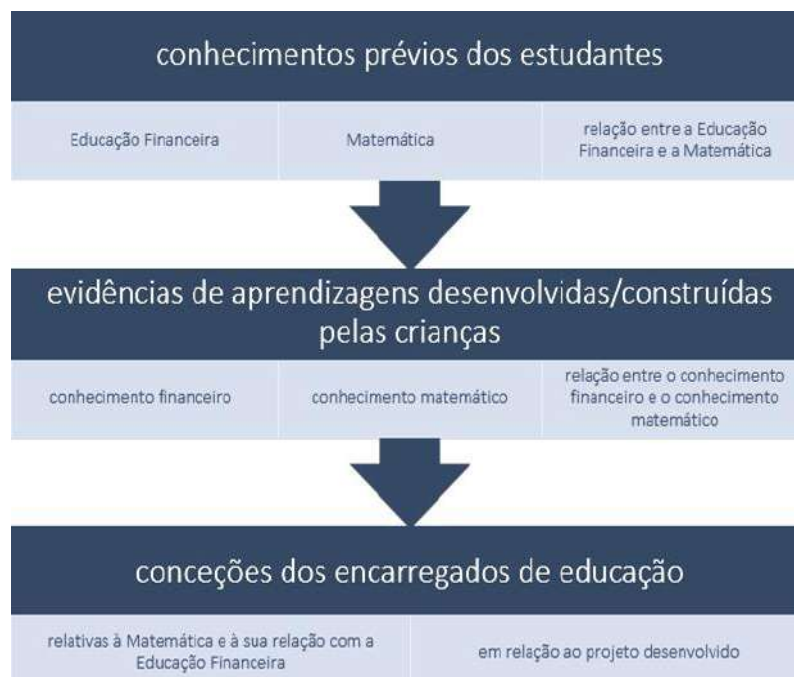 conhecimentos prévios dos estudantes
Educação Financeira
Matemática
relação entre a Educação
Financeira e a Matemática
evidências de aprendizagens desenvolvidas/construídas
pelas crianças
conhecimento financeiro
conhecimento matemático
relação entre o conhecimento
financeiro e o conhecimento
matemático
conceções dos encarregados de educação
relativas à Matemática e à sua relação com a
Educação Financeira
em relação ao projeto desenvolvido